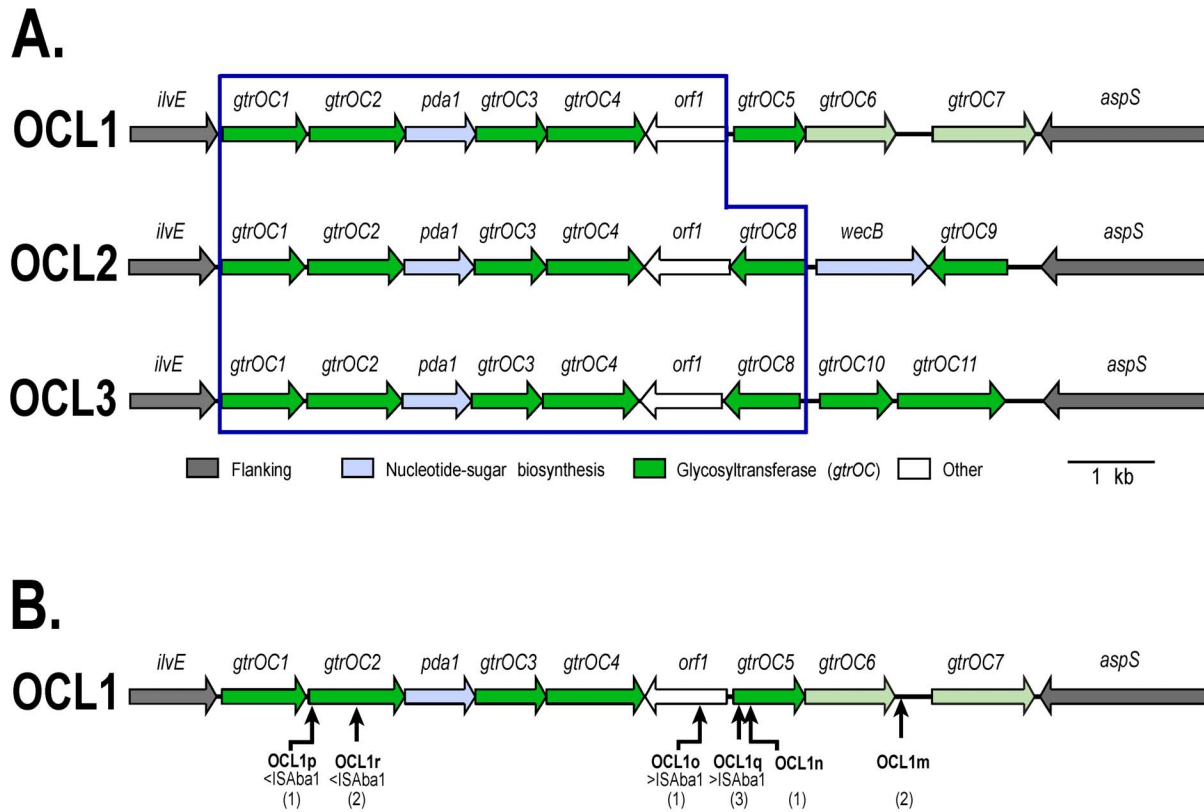 A.
ilvE gtrOC1 gtrOC2 pda1 gtrOC3 gtrOC4 orf1 gtrOC5 gtrOC6 gtrOC7 aspS
OCL1
ilvE gtrOC1 gtrOC2 pda1 gtrOC3 gtrOC4 orf1 gtrOC8 wecB gtrOC9 aspS
OCL2
ilvE gtrOC1 gtrOC2 pda1 gtrOC3 gtrOC4 orf1 gtrOC8 gtrOC10 gtrOC11 aspS
OCL3
Flanking Nucleotide-sugar biosynthesis Glycosyltransferase (gtrOC) Other 1 kb
B.
ilvE gtrOC1 gtrOC2 pda1 gtrOC3 gtrOC4 orf1 gtrOC5 gtrOC6 gtrOC7 aspS
OCL1
OCL1p OCL1r OCL1o OCL1q OCL1n OCL1m
<ISAba1 <ISAba1 >ISAba1 >ISAba1
(1) (2) (1) (3) (1) (2)